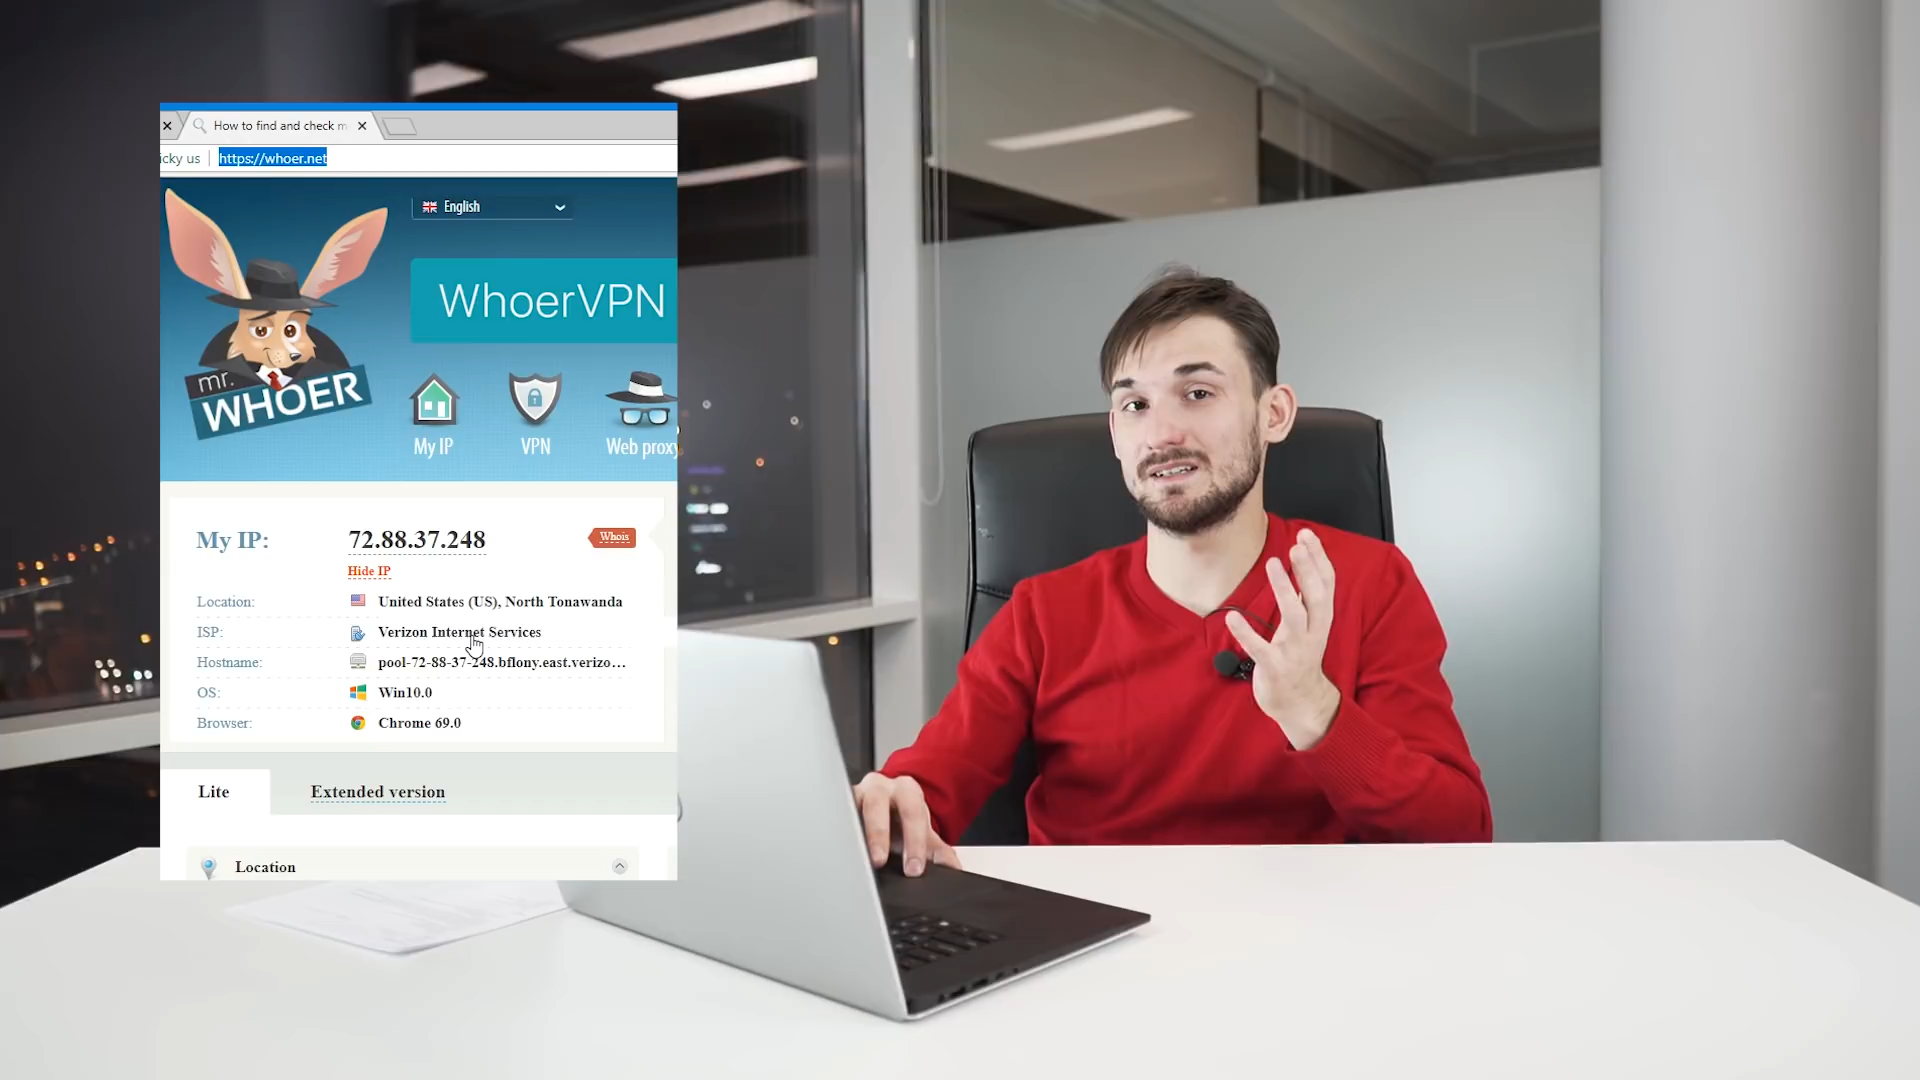 How to find and check m
icky us
https://whoer.net
English
WhoerVPN
mr.
WHOER
My IP
VPN
Web proxy
My IP:
72.88.37.248
Whois
Hide IP
Location:
United States (US), North Tonawanda
ISP:
Verizon Internet Services
Hostname:
pool-72-88-37-248.bflony.east.verizo...
OS:
Win10.0
Browser:
Chrome 69.0
Lite
Extended version
Location